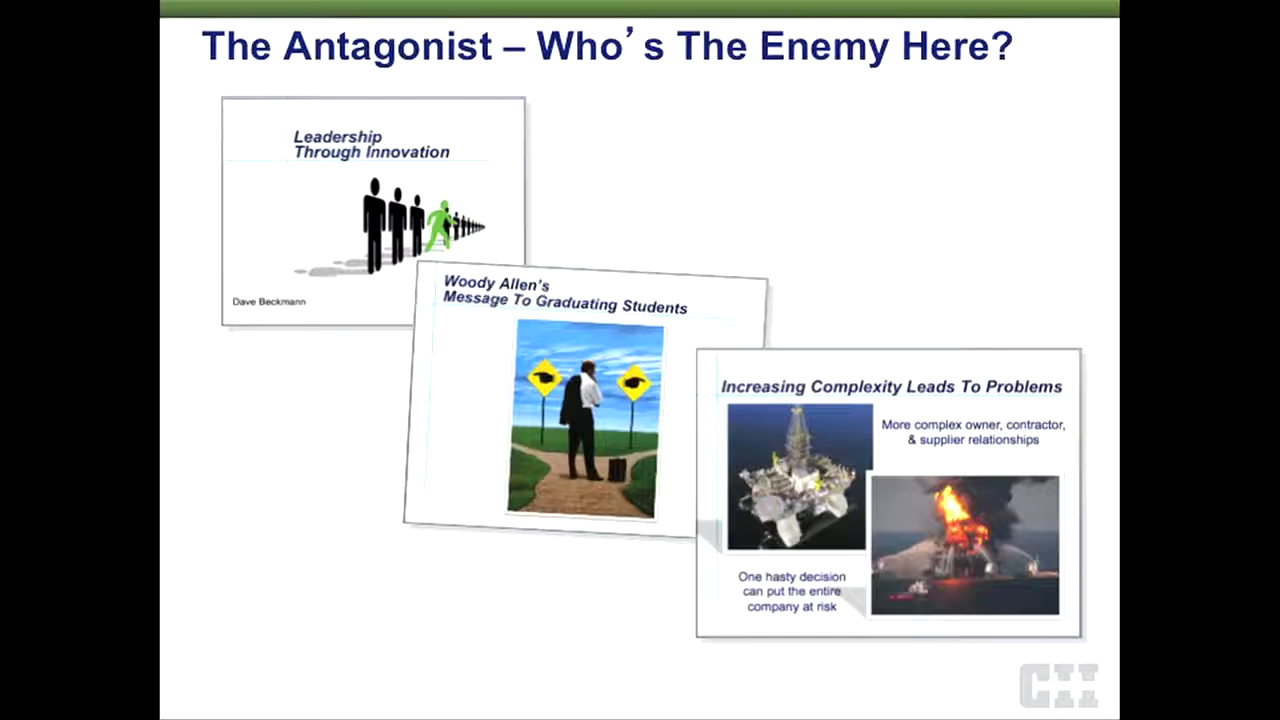 The Antagonist – Who’s The Enemy Here?
Leadership
Through Innovation
Dave Beckmann
Woody Allen’s
Message To Graduating Students
Increasing Complexity Leads To Problems
More complex owner, contractor,
& supplier relationships
One hasty decision
can put the entire
company at risk
CII